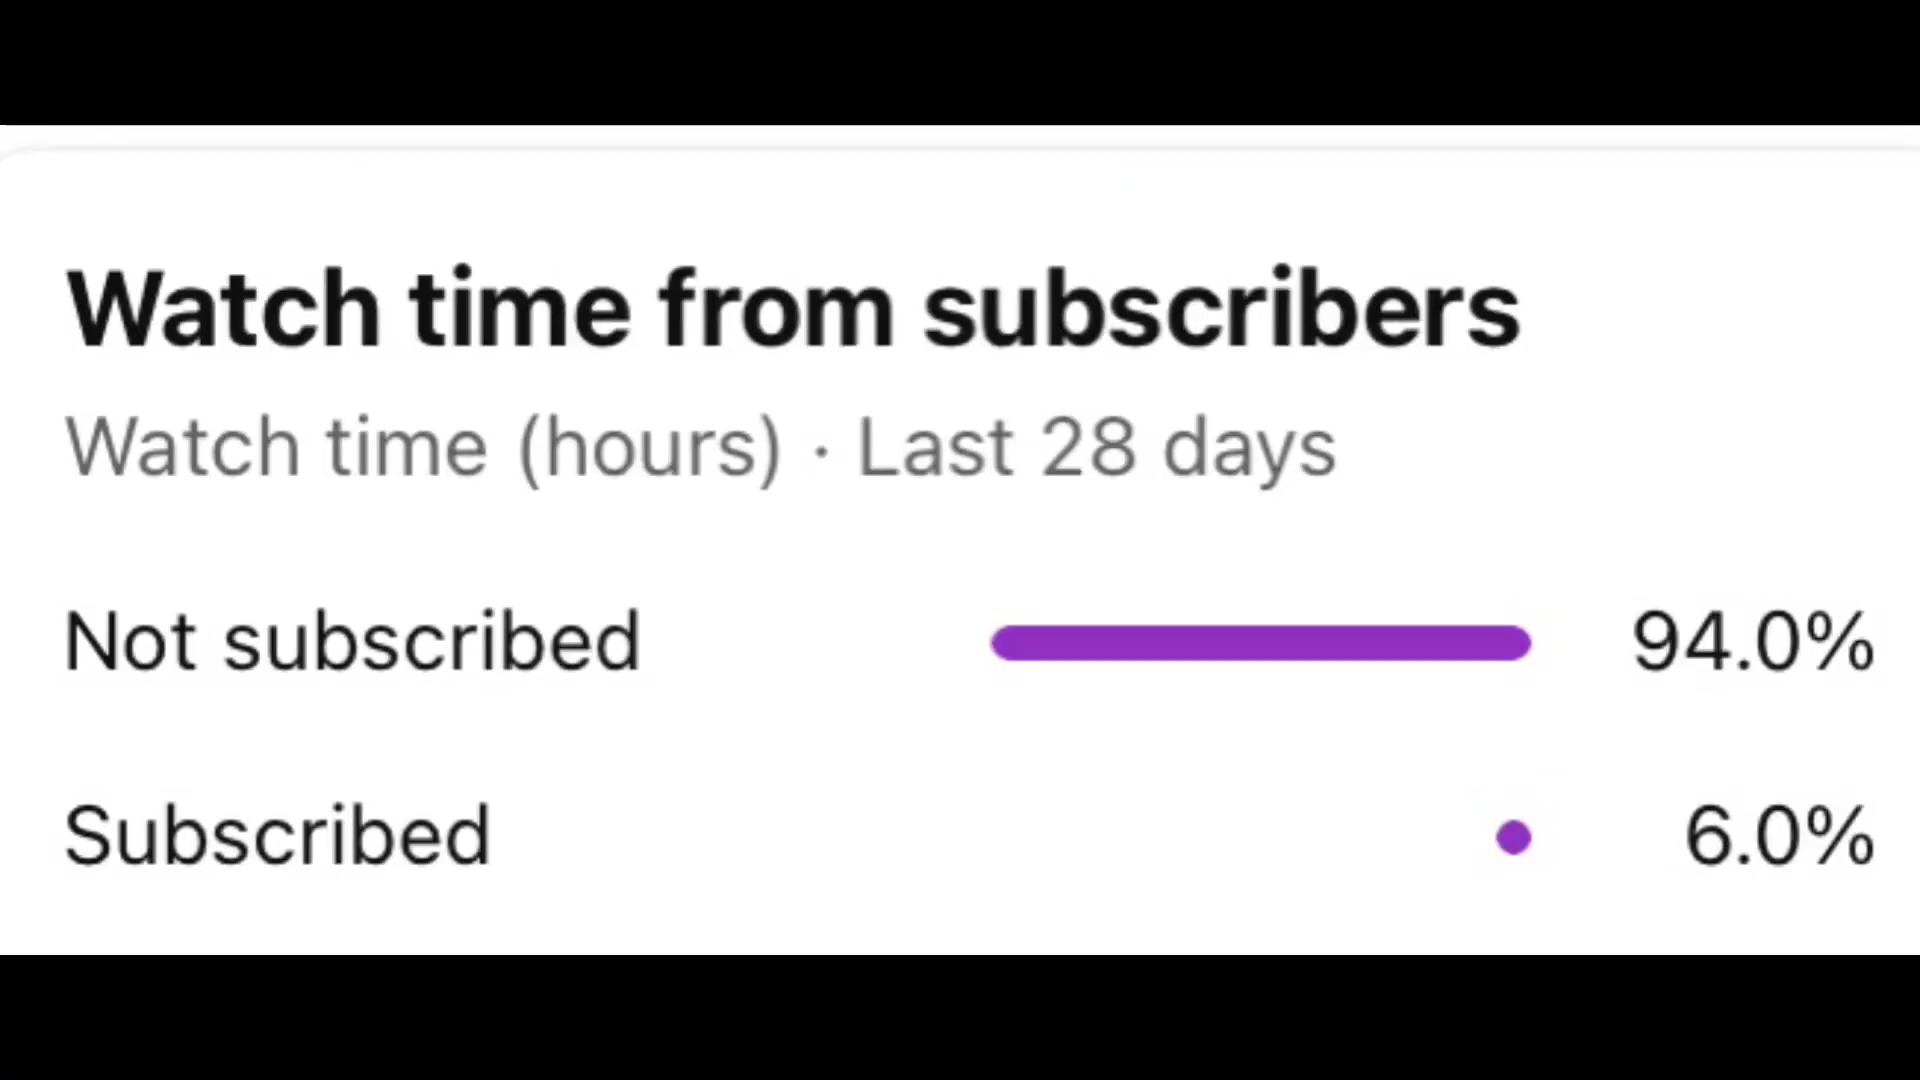 Watch time from subscribers
Watch time (hours) · Last 28 days
Not subscribed 94.0%
Subscribed 6.0%